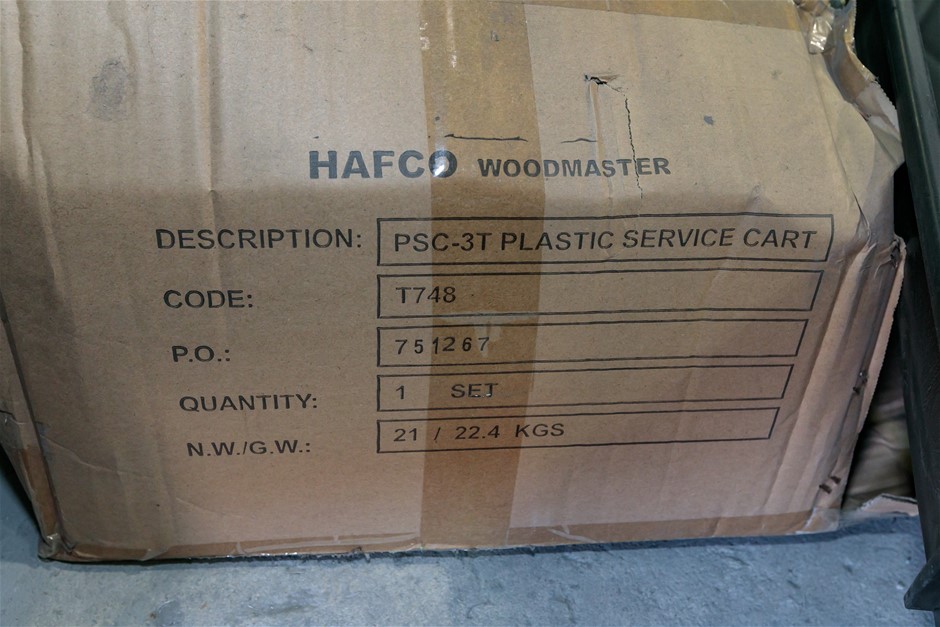 HAFCO WOODMASTER
DESCRIPTION: PSC-3T PLASTIC SERVICE CART
CODE: T748
P.O.: 751267
QUANTITY: 1 SET
N.W./G.W.: 21 / 22.4 KGS